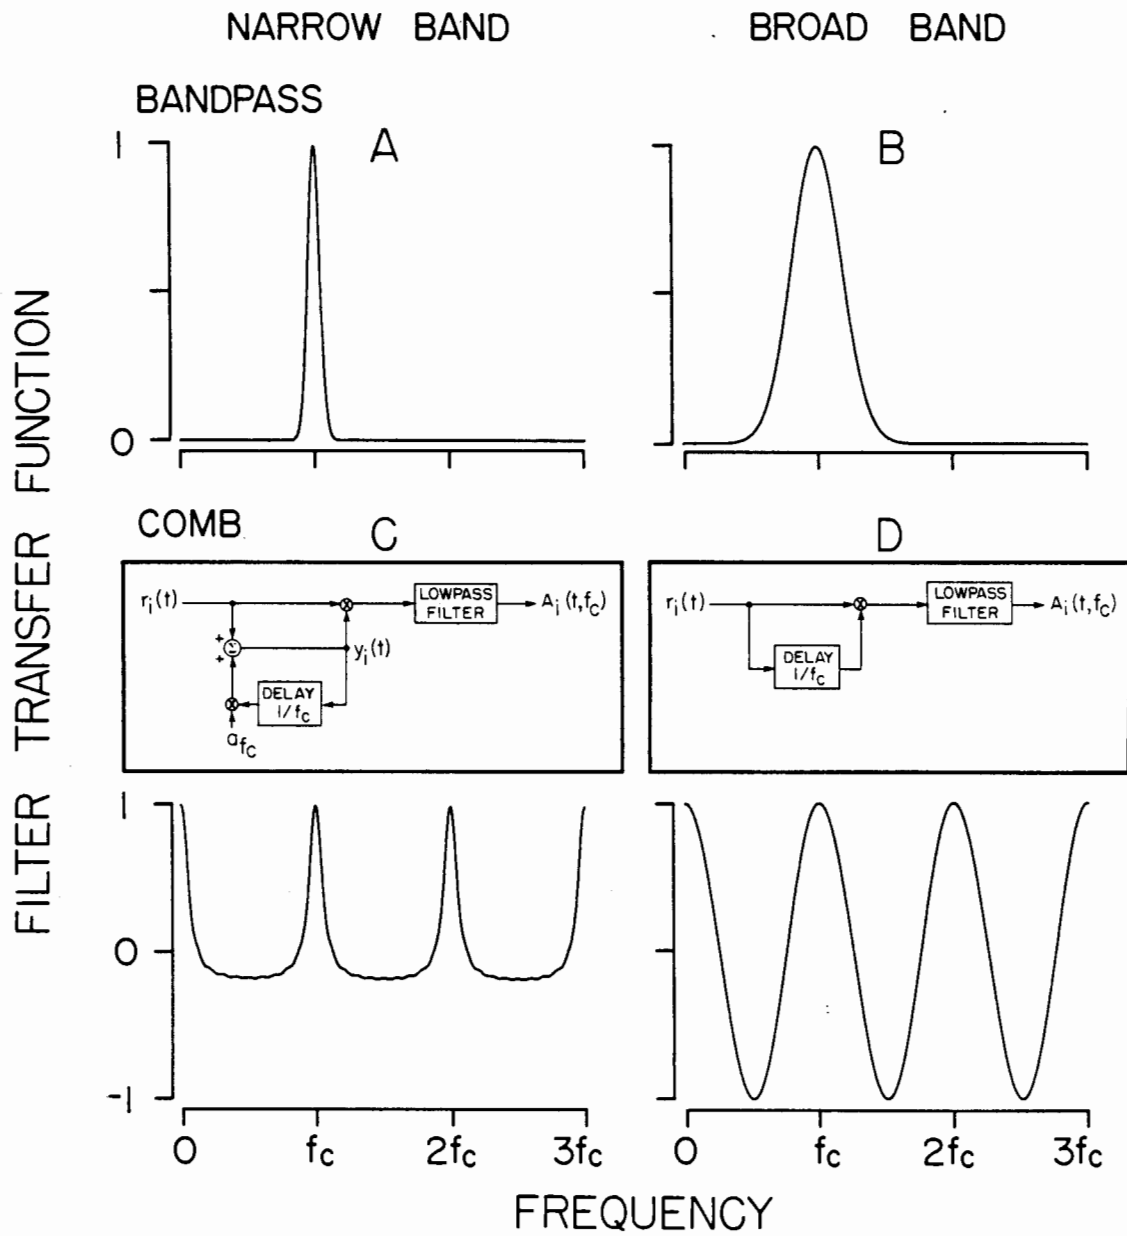 NARROW BAND
BROAD BAND
BANDPASS
A
B
1
0
FILTER TRANSFER FUNCTION
COMB
C
D
r_i(t)
LOWPASS FILTER
A_i(t,f_c)
+
Σ
+
y_i(t)
DELAY
1/f_c
a_{f_c}
r_i(t)
LOWPASS FILTER
A_i(t,f_c)
DELAY
1/f_c
1
0
-1
0 f_c 2f_c 3f_c
0 f_c 2f_c 3f_c
FREQUENCY